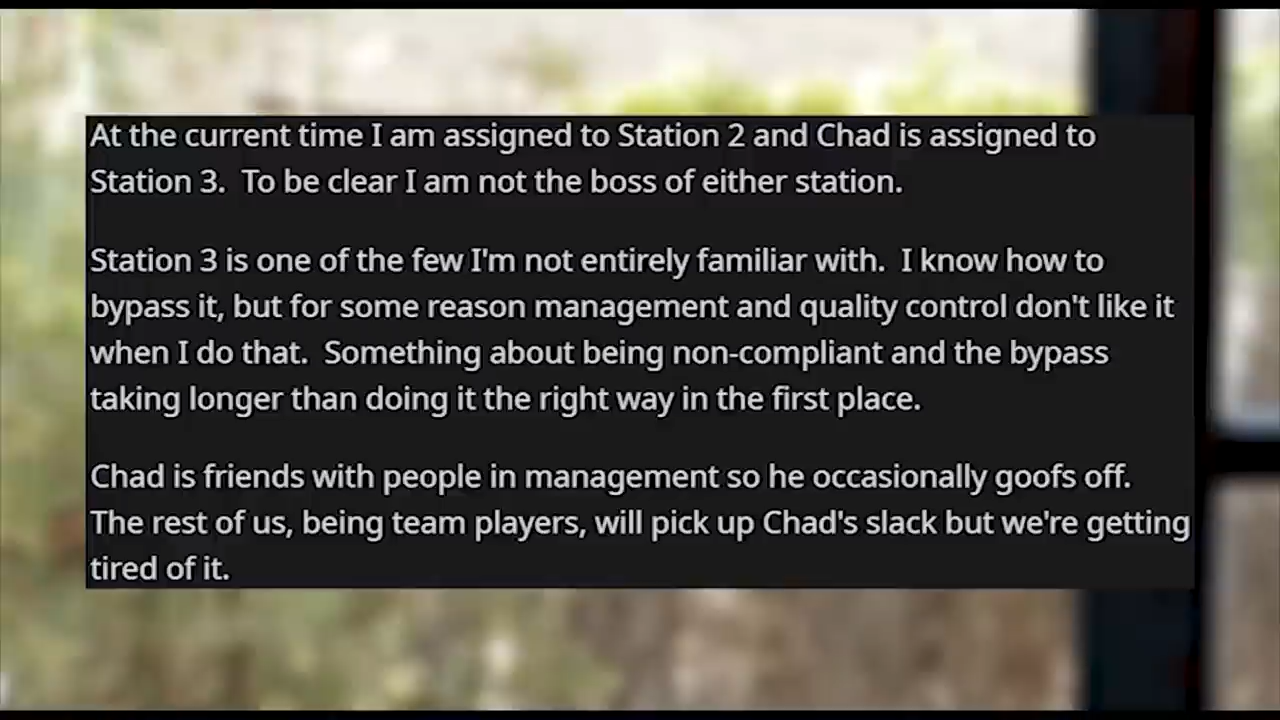 At the current time I am assigned to Station 2 and Chad is assigned to
Station 3.  To be clear I am not the boss of either station.
Station 3 is one of the few I'm not entirely familiar with.  I know how to
bypass it, but for some reason management and quality control don't like it
when I do that.  Something about being non-compliant and the bypass
taking longer than doing it the right way in the first place.
Chad is friends with people in management so he occasionally goofs off.
The rest of us, being team players, will pick up Chad's slack but we're getting
tired of it.